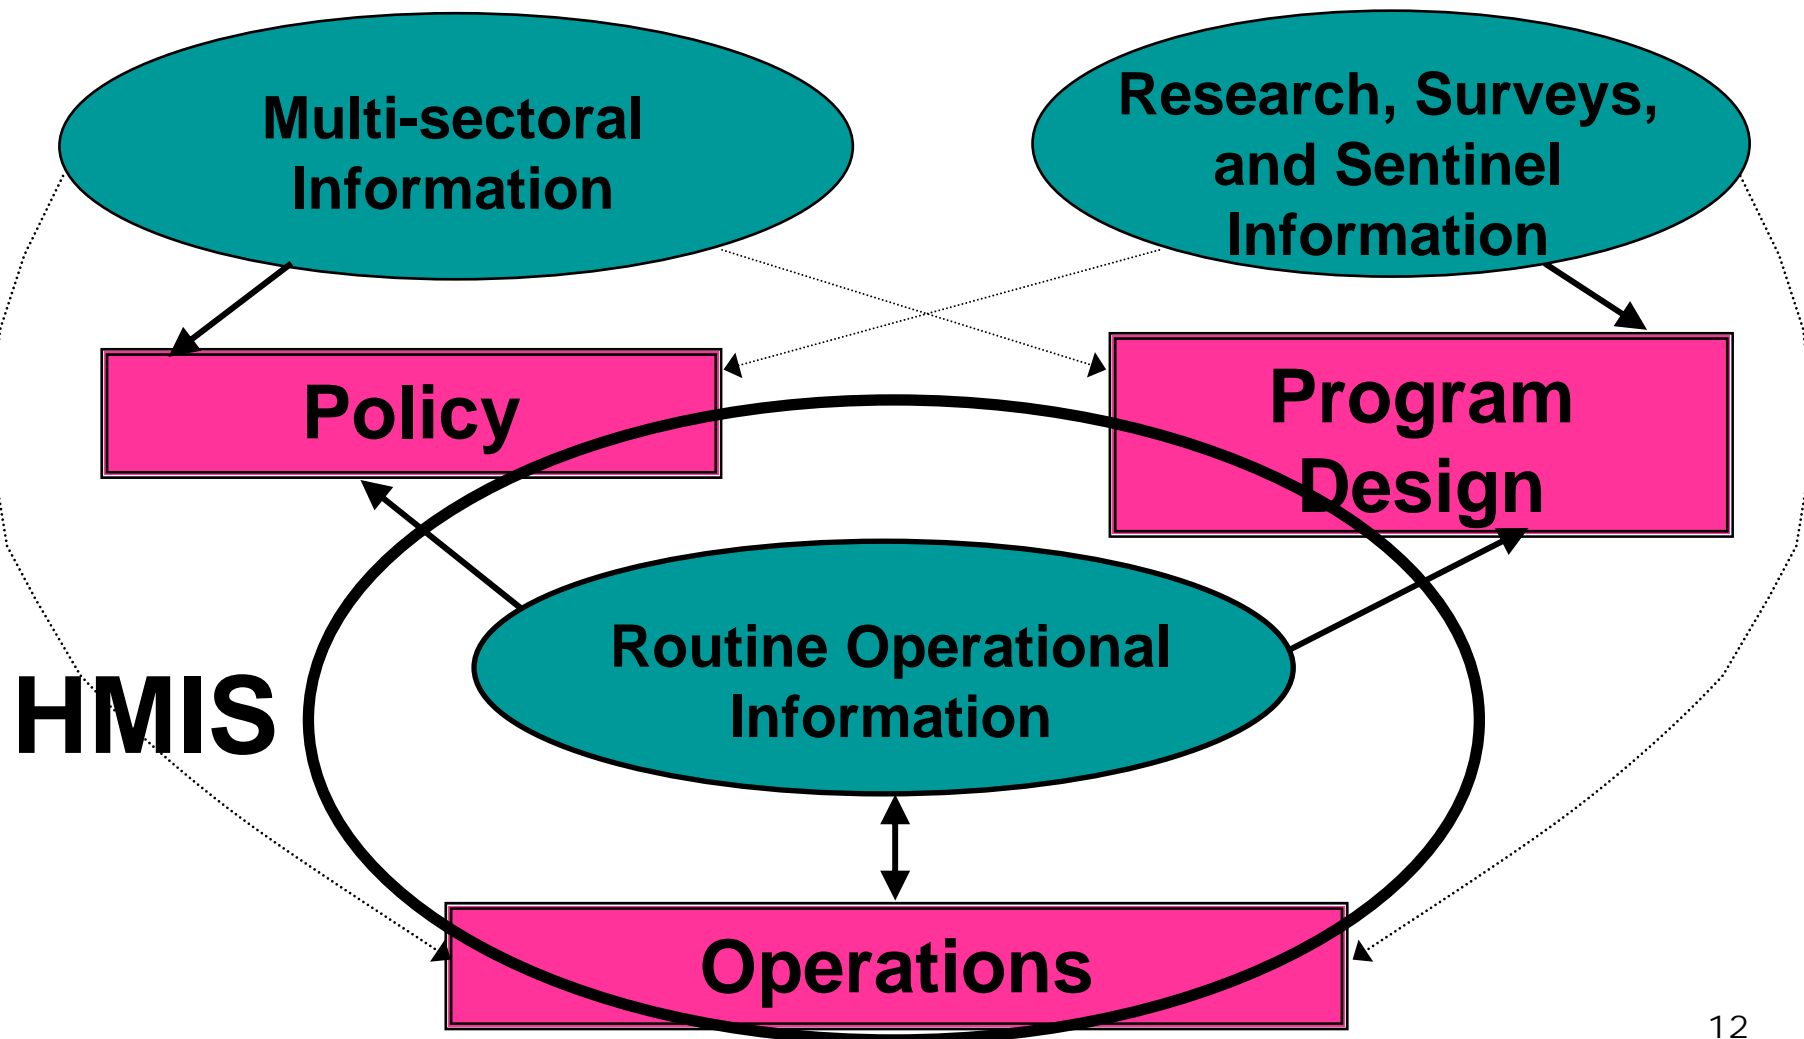 Multi-sectoral
Information
Research, Surveys,
and Sentinel
Information
Policy
Program
Design
Routine Operational
Information
HMIS
Operations
12